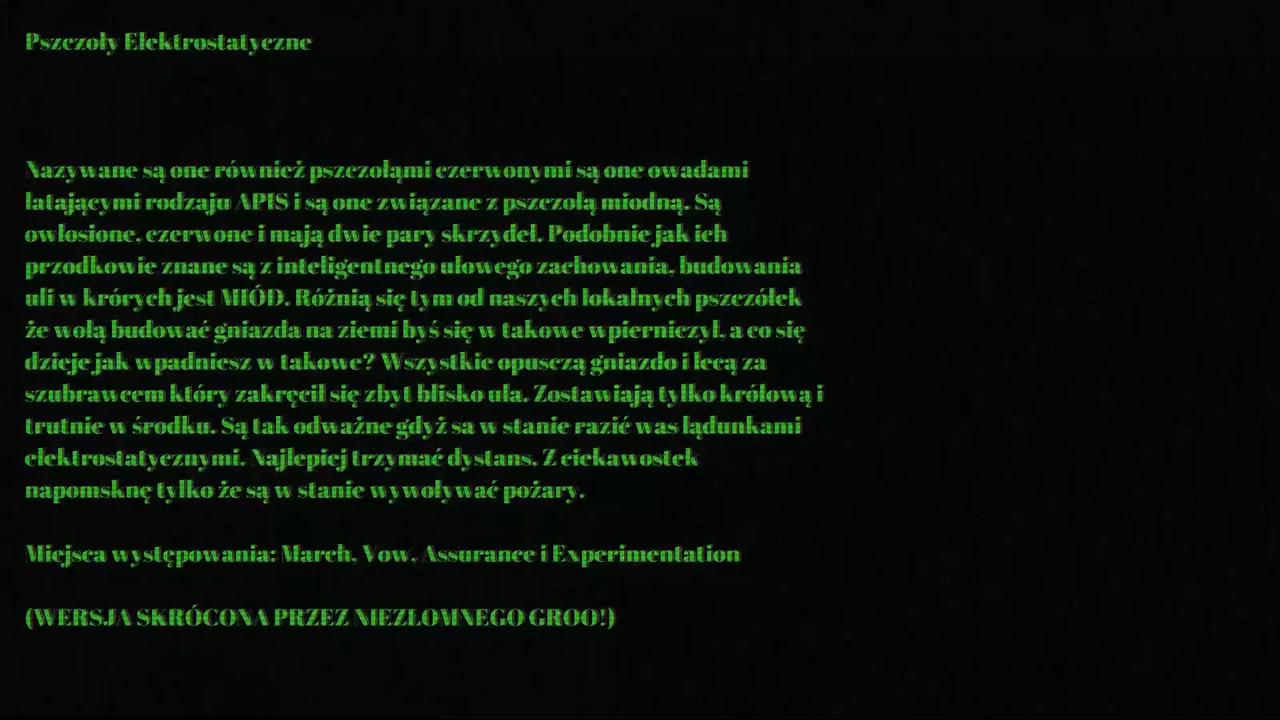 Pszczoły Elektrostatyczne
Nazywane są one również pszczołąmi czerwonymi są one owadami
latającymi rodzaju APIS i są one związane z pszczołą miodną. Są
owłosione, czerwone i mają dwie pary skrzydeł. Podobnie jak ich
przodkowie znane są z inteligentnego ulowego zachowania, budowania
uli w krórych jest MIÓD. Różnią się tym od naszych lokalnych pszczółek
że wolą budować gniazda na ziemi byś się w takowe wpierniczył, a co się
dzieje jak wpadniesz w takowe? Wszystkie opusczą gniazdo i lecą za
szubrawcem który zakręcił się zbyt blisko ula. Zostawiają tylko królową i
trutnie w środku. Są tak odważne gdyż sa w stanie razić was lądunkami
elektrostatycznymi. Najlepiej trzymać dystans. Z ciekawostek
napomsknę tylko że są w stanie wywoływać pożary.
Miejsca występowania: March, Vow, Assurance i Experimentation
(WERSJA SKRÓCONA PRZEZ NIEZŁOMNEGO GROO!)